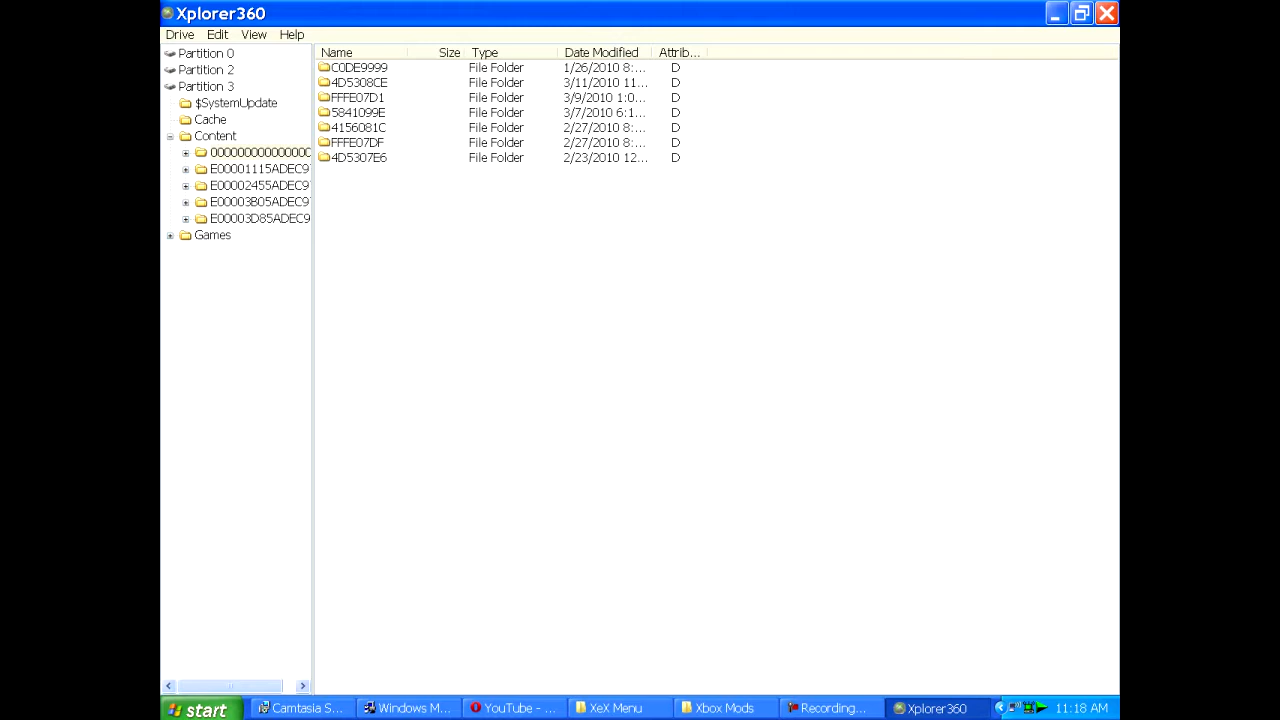 Xplorer360
Drive Edit View Help
Partition 0
Partition 2
Partition 3
$SystemUpdate
Cache
Content
000000000000000C
E00001115ADEC9
E00002455ADEC9
E00003B05ADEC9
E00003D85ADEC9
Games
Name Size Type Date Modified Attrib...
C0DE9999 File Folder 1/26/2010 8:... D
4D5308CE File Folder 3/11/2010 11... D
FFFE07D1 File Folder 3/9/2010 1:0... D
5841099E File Folder 3/7/2010 6:1... D
4156081C File Folder 2/27/2010 8:... D
FFFE07DF File Folder 2/27/2010 8:... D
4D5307E6 File Folder 2/23/2010 12... D
start Camtasia S... Windows M... YouTube - ... XeX Menu Xbox Mods Recording... Xplorer360 11:18 AM